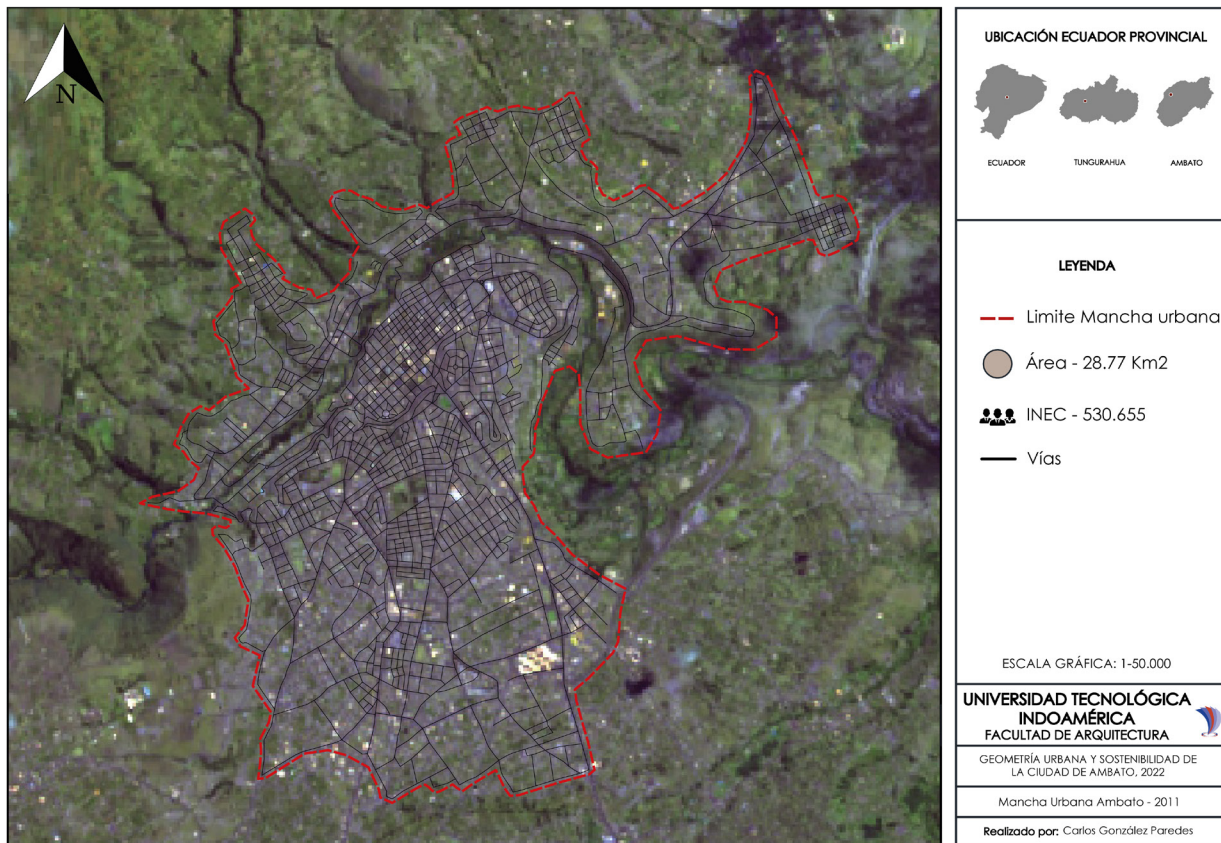 N
UBICACIÓN ECUADOR PROVINCIAL
ECUADOR
TUNGURAHUA
AMBATO
LEYENDA
Limite Mancha urbana
Área - 28.77 Km2
INEC - 530.655
Vías
ESCALA GRÁFICA: 1-50.000
UNIVERSIDAD TECNOLÓGICA
INDOAMÉRICA
FACULTAD DE ARQUITECTURA
GEOMETRÍA URBANA Y SOSTENIBILIDAD DE
LA CIUDAD DE AMBATO, 2022
Mancha Urbana Ambato - 2011
Realizado por: Carlos González Paredes